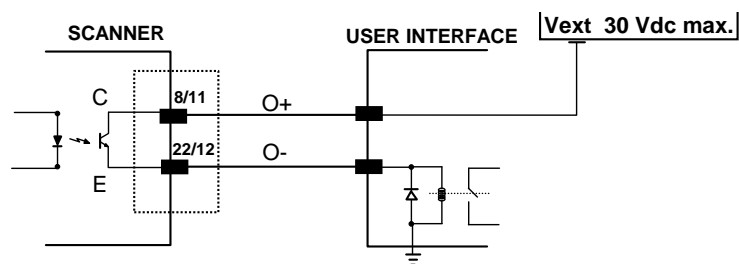 Vext 30 Vdc max.
SCANNER
USER INTERFACE
C
8/11
O+
22/12
O-
E